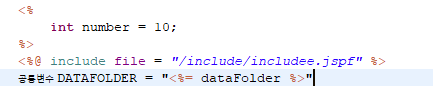 <%
int number = 10;
%>
<%@ include file = "/include/includee.jspf" %>
공통변수 DATAFOLDER = "<%= dataFolder %>"